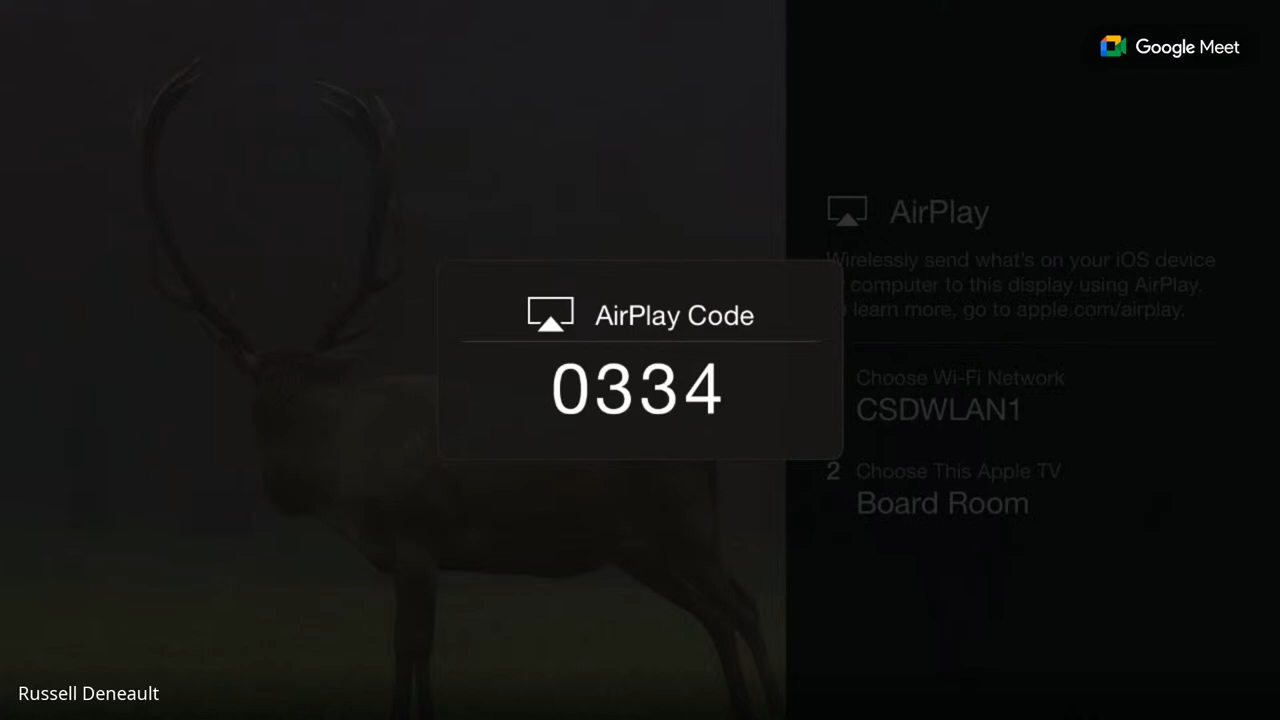 Google Meet
AirPlay
Wirelessly send what's on your iOS device
computer to this display using AirPlay.
learn more, go to apple.com/airplay.
AirPlay Code
0334
Choose Wi-Fi Network
CSDWLAN1
2 Choose This Apple TV
Board Room
Russell Deneault